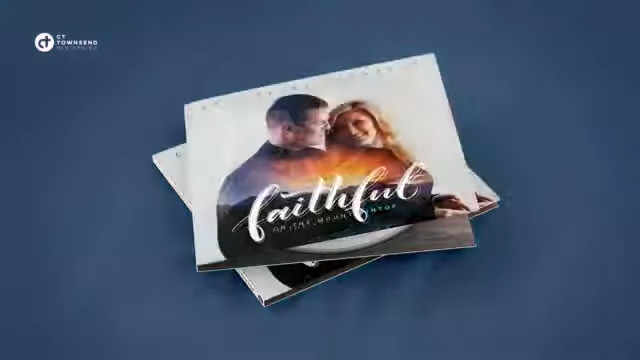 CT
TOWNSEND
MINISTRIES
faithful
ON THE MOUNTAINTOP